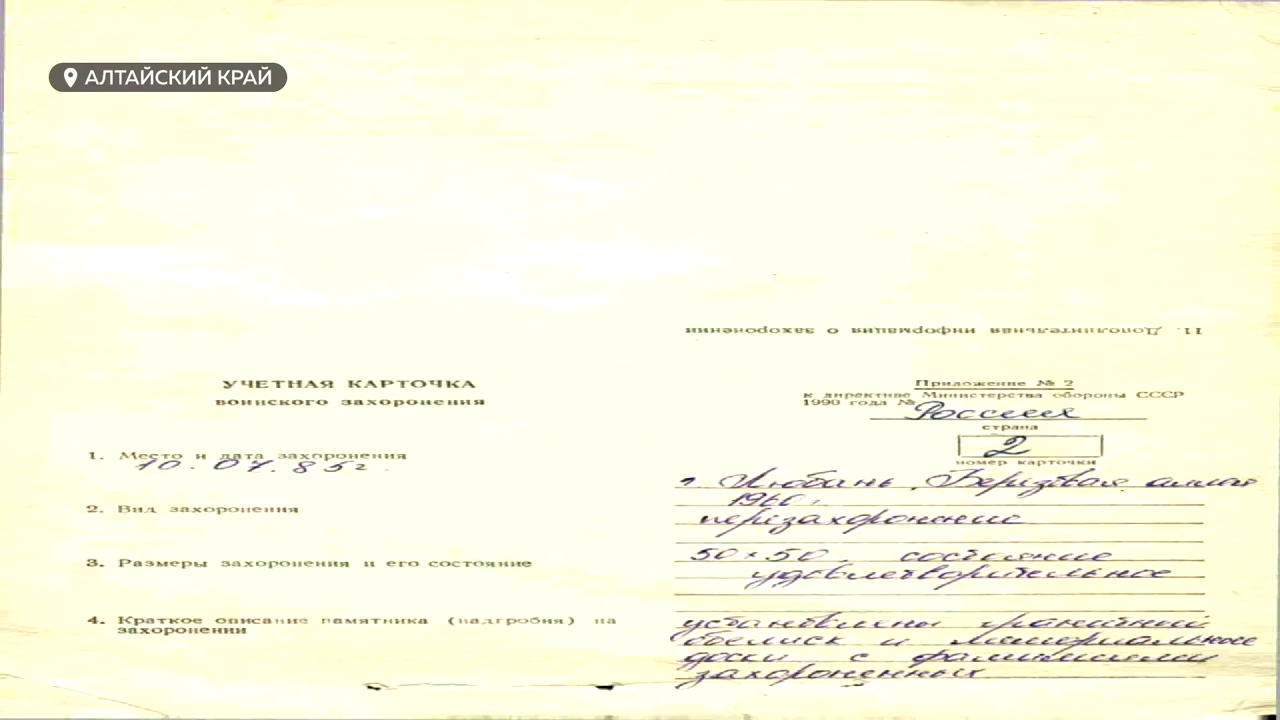 АЛТАЙСКИЙ КРАЙ
11. Дополнительная информация о захоронении
УЧЕТНАЯ КАРТОЧКА
воинского захоронения
Приложение № 2
к директиве Министерства обороны СССР
1990 года №
Россия
страна
2
номер карточки
1. Место и дата захоронения
10.07.85г.
г. Любань, Березовая аллея
1960г.
2. Вид захоронения
перезахоронение
3. Размеры захоронения и его состояние
50×50. состояние
удовлетворительное
4. Краткое описание памятника (надгробия) на
захоронении
установлены гранитный
обелиск и мемориальные
доски с фамилиями
захороненных